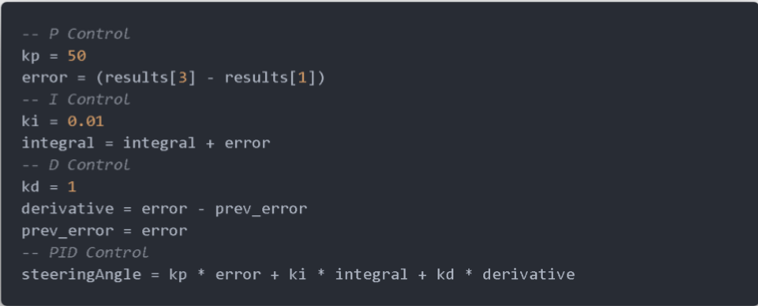 -- P Control
kp = 50
error = (results[3] - results[1])
-- I Control
ki = 0.01
integral = integral + error
-- D Control
kd = 1
derivative = error - prev_error
prev_error = error
-- PID Control
steeringAngle = kp * error + ki * integral + kd * derivative